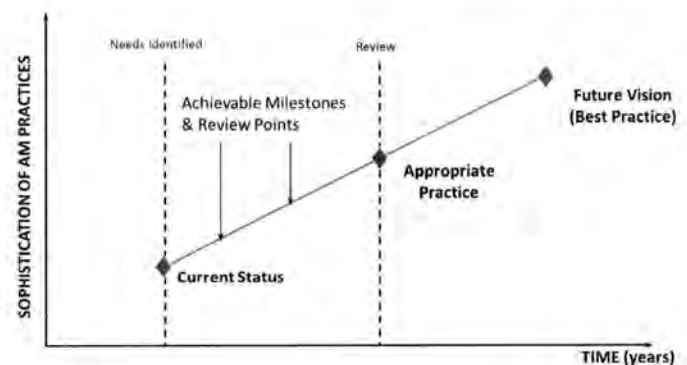 SOPHISTICATION OF AM PRACTICES
Needs Identified
Review
Achievable Milestones
& Review Points
Future Vision
(Best Practice)
Appropriate
Practice
Current Status
TIME (years)